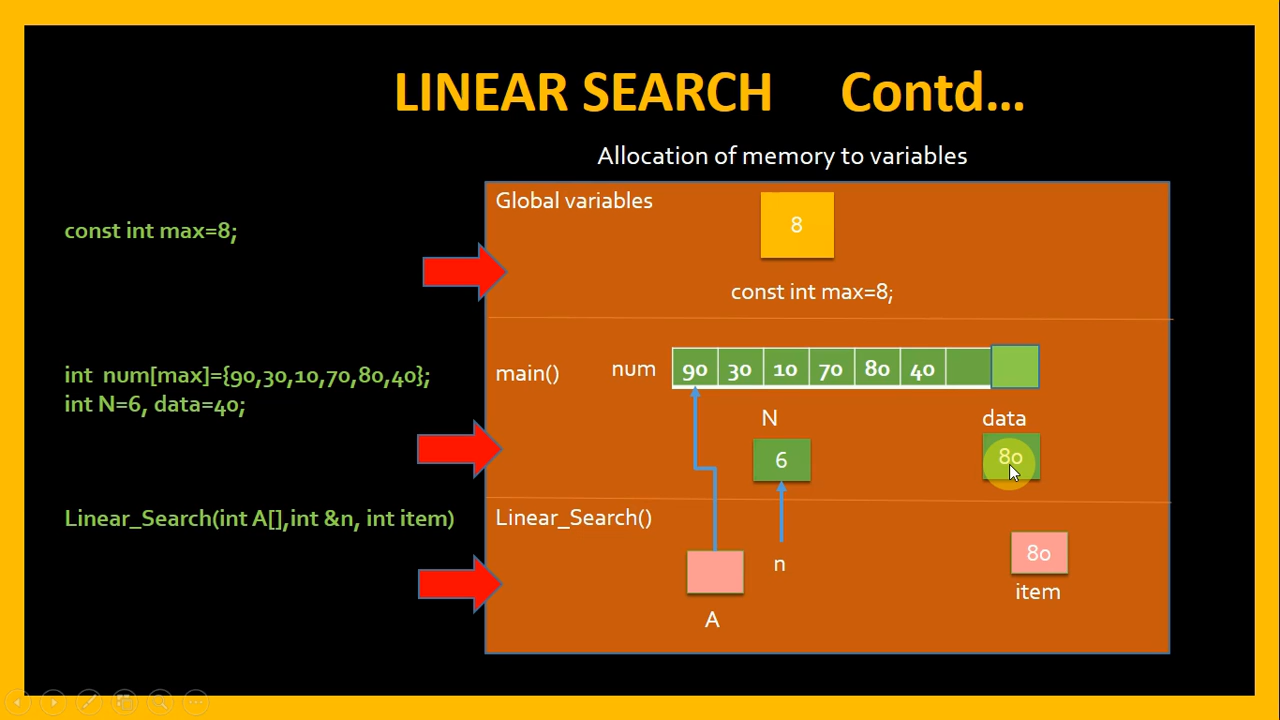 LINEAR SEARCH Contd...
Allocation of memory to variables
const int max=8;
Global variables
8
const int max=8;
int num[max]={90,30,10,70,80,40};
int N=6, data=40;
main()
num
90 30 10 70 80 40
N
data
6
80
Linear_Search(int A[],int &n, int item)
Linear_Search()
n
80
item
A